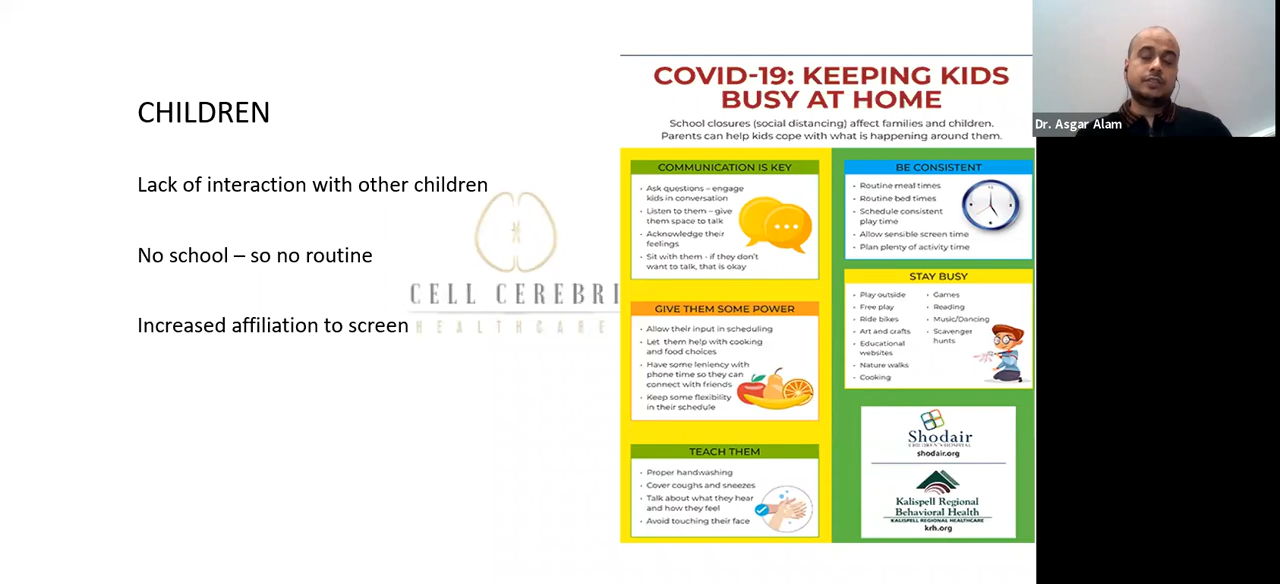 CHILDREN
Lack of interaction with other children
No school – so no routine
Increased affiliation to screen
CELL CEREBRI
HEALTHCARE
COVID-19: KEEPING KIDS
BUSY AT HOME
School closures (social distancing) affect families and children.
Parents can help kids cope with what is happening around them.
COMMUNICATION IS KEY
• Ask questions – engage
kids in conversation
• Listen to them – give
them space to talk
• Acknowledge their
feelings
• Sit with them - if they don't
want to talk, that is okay
GIVE THEM SOME POWER
• Allow their input in scheduling
• Let them help with cooking
and food choices
• Have some leniency with
phone time so they can
connect with friends
• Keep some flexibility
in their schedule
TEACH THEM
• Proper handwashing
• Cover coughs and sneezes
• Talk about what they hear
and how they feel
• Avoid touching their face
BE CONSISTENT
• Routine meal times
• Routine bed times
• Schedule consistent
play time
• Allow sensible screen time
• Plan plenty of activity time
STAY BUSY
• Play outside
• Free play
• Ride bikes
• Art and crafts
• Educational
websites
• Nature walks
• Cooking
• Games
• Reading
• Music/Dancing
• Scavenger
hunts
Shodair
CHILDREN'S HOSPITAL
shodair.org
Kalispell Regional
Behavioral Health
KALISPELL REGIONAL HEALTHCARE
krh.org
Dr. Asgar Alam